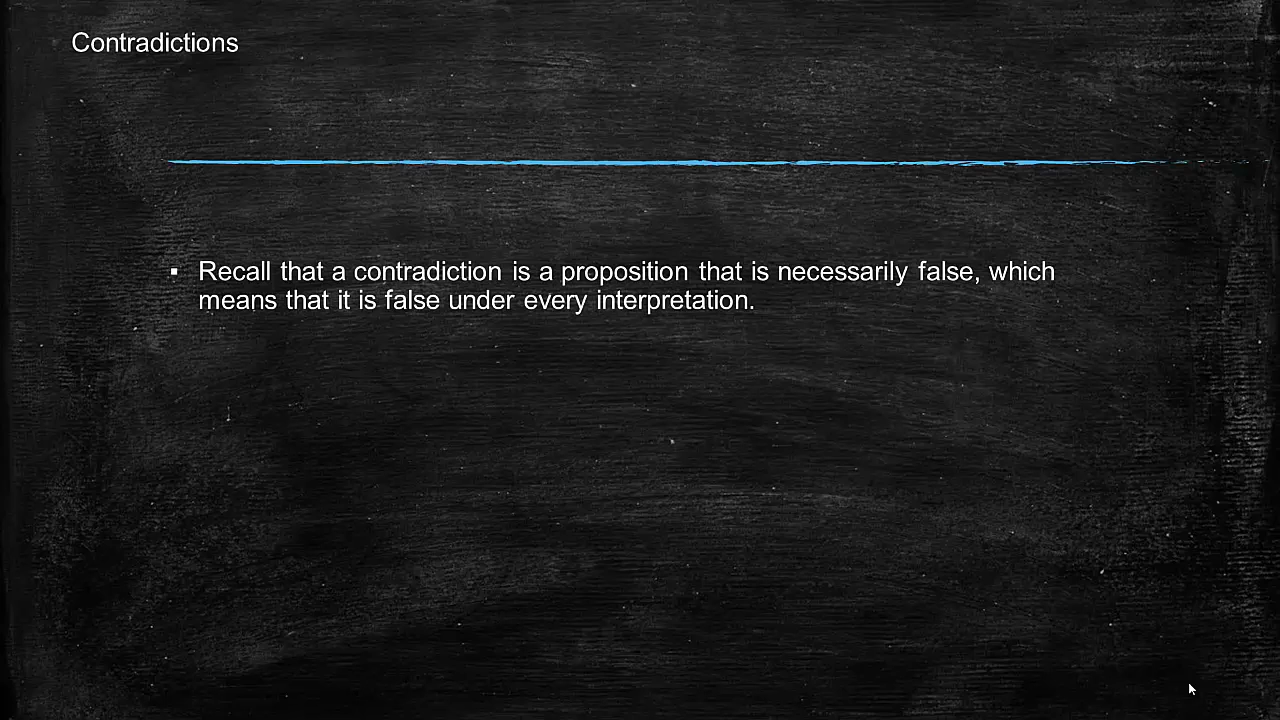 Contradictions
▪ Recall that a contradiction is a proposition that is necessarily false, which
means that it is false under every interpretation.